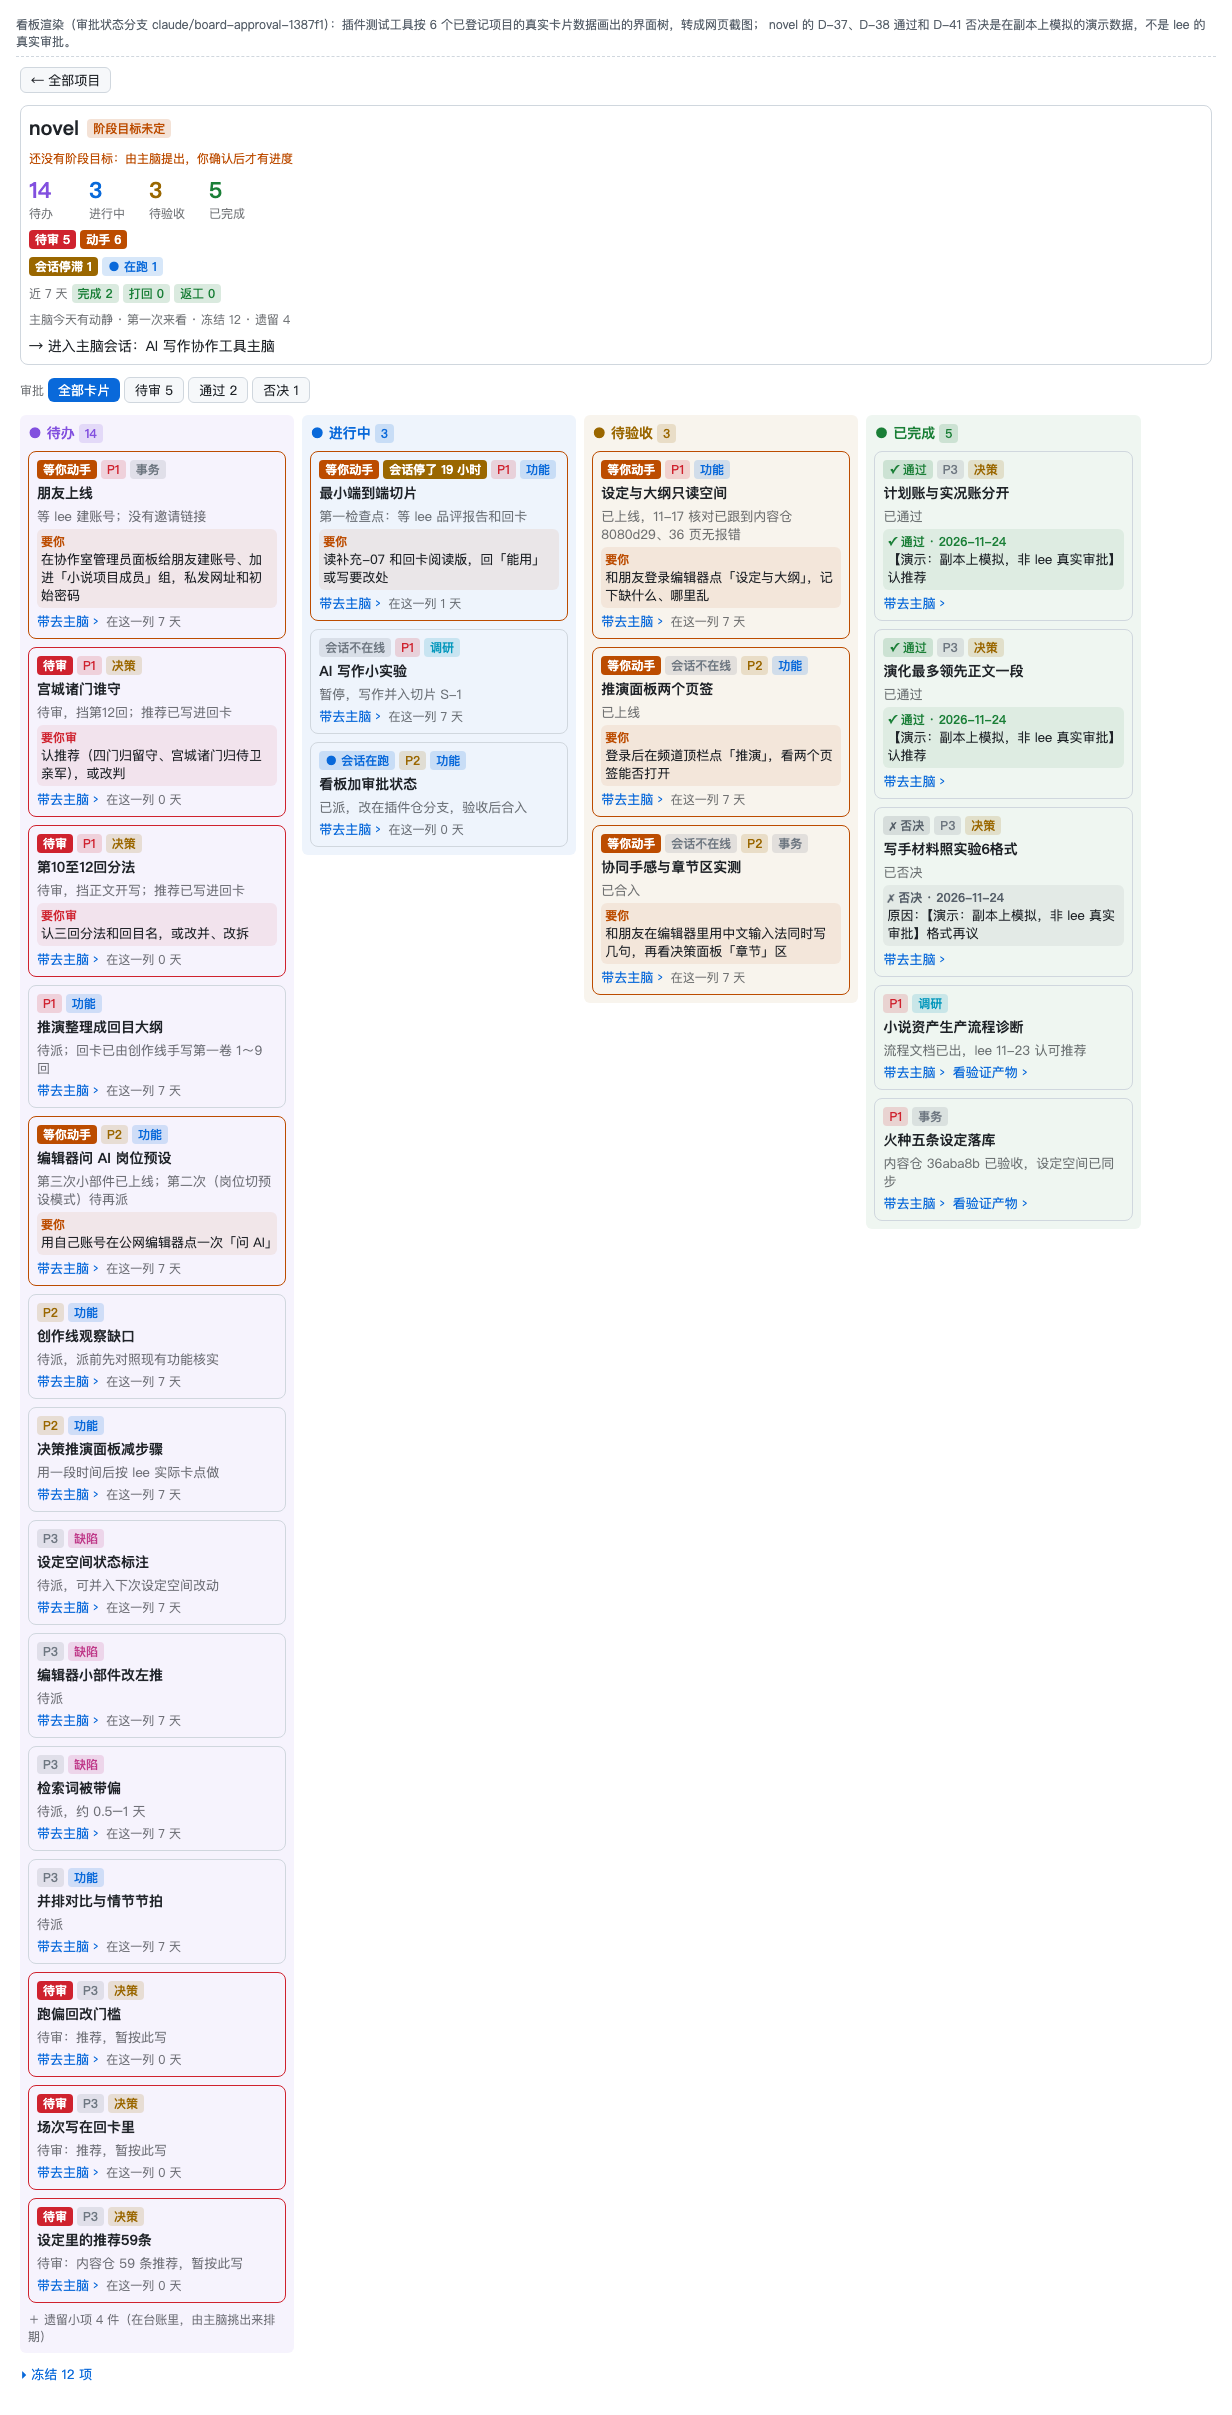 看板渲染（审批状态分支 claude/board-approval-1387f1）：插件测试工具按 6 个已登记项目的真实卡片数据画出的界面树，转成网页截图； novel 的 D-37、D-38 通过和 D-41 否决是在副本上模拟的演示数据，不是 lee 的
真实审批。
← 全部项目
novel 阶段目标未定
还没有阶段目标：由主脑提出，你确认后才有进度
14 3 3 5
待办 进行中 待验收 已完成
待审 5 动手 6
会话停滞 1 ● 在跑 1
近 7 天 完成 2 打回 0 返工 0
主脑今天有动静 · 第一次来看 · 冻结 12 · 遗留 4
→ 进入主脑会话：AI 写作协作工具主脑
审批 全部卡片 待审 5 通过 2 否决 1
● 待办 14
等你动手 P1 事务
朋友上线
等 lee 建账号；没有邀请链接
要你
在协作室管理员面板给朋友建账号、加
进「小说项目成员」组，私发网址和初
始密码
带去主脑 › 在这一列 7 天
待审 P1 决策
宫城诸门谁守
待审，挡第12回；推荐已写进回卡
要你审
认推荐（四门归留守、宫城诸门归侍卫
亲军），或改判
带去主脑 › 在这一列 0 天
待审 P1 决策
第10至12回分法
待审，挡正文开写；推荐已写进回卡
要你审
认三回分法和回目名，或改并、改拆
带去主脑 › 在这一列 0 天
P1 功能
推演整理成回目大纲
待派；回卡已由创作线手写第一卷 1～9
回
带去主脑 › 在这一列 7 天
等你动手 P2 功能
编辑器问 AI 岗位预设
第三次小部件已上线；第二次（岗位切预
设模式）待再派
要你
用自己账号在公网编辑器点一次「问 AI」
带去主脑 › 在这一列 7 天
P2 功能
创作线观察缺口
待派，派前先对照现有功能核实
带去主脑 › 在这一列 7 天
P2 功能
决策推演面板减步骤
用一段时间后按 lee 实际卡点做
带去主脑 › 在这一列 7 天
P3 缺陷
设定空间状态标注
待派，可并入下次设定空间改动
带去主脑 › 在这一列 7 天
P3 缺陷
编辑器小部件改左推
待派
带去主脑 › 在这一列 7 天
P3 缺陷
检索词被带偏
待派，约 0.5—1 天
带去主脑 › 在这一列 7 天
P3 功能
并排对比与情节节拍
待派
带去主脑 › 在这一列 7 天
待审 P3 决策
跑偏回改门槛
待审：推荐，暂按此写
带去主脑 › 在这一列 0 天
待审 P3 决策
场次写在回卡里
待审：推荐，暂按此写
带去主脑 › 在这一列 0 天
待审 P3 决策
设定里的推荐59条
待审：内容仓 59 条推荐，暂按此写
带去主脑 › 在这一列 0 天
＋ 遗留小项 4 件（在台账里，由主脑挑出来排
期）
● 进行中 3
等你动手 会话停了 19 小时 P1 功能
最小端到端切片
第一检查点：等 lee 品评报告和回卡
要你
读补充-07 和回卡阅读版，回「能用」
或写要改处
带去主脑 › 在这一列 1 天
会话不在线 P1 调研
AI 写作小实验
暂停，写作并入切片 S-1
带去主脑 › 在这一列 7 天
● 会话在跑 P2 功能
看板加审批状态
已派，改在插件仓分支，验收后合入
带去主脑 › 在这一列 0 天
● 待验收 3
等你动手 P1 功能
设定与大纲只读空间
已上线，11-17 核对已跟到内容仓
8080d29、36 页无报错
要你
和朋友登录编辑器点「设定与大纲」，记
下缺什么、哪里乱
带去主脑 › 在这一列 7 天
等你动手 会话不在线 P2 功能
推演面板两个页签
已上线
要你
登录后在频道顶栏点「推演」，看两个页
签能否打开
带去主脑 › 在这一列 7 天
等你动手 会话不在线 P2 事务
协同手感与章节区实测
已合入
要你
和朋友在编辑器里用中文输入法同时写
几句，再看决策面板「章节」区
带去主脑 › 在这一列 7 天
● 已完成 5
✓ 通过 P3 决策
计划账与实况账分开
已通过
✓ 通过 · 2026-11-24
【演示：副本上模拟，非 lee 真实审批】
认推荐
带去主脑 ›
✓ 通过 P3 决策
演化最多领先正文一段
已通过
✓ 通过 · 2026-11-24
【演示：副本上模拟，非 lee 真实审批】
认推荐
带去主脑 ›
✗ 否决 P3 决策
写手材料照实验6格式
已否决
✗ 否决 · 2026-11-24
原因：【演示：副本上模拟，非 lee 真实
审批】格式再议
带去主脑 ›
P1 调研
小说资产生产流程诊断
流程文档已出，lee 11-23 认可推荐
带去主脑 › 看验证产物 ›
P1 事务
火种五条设定落库
内容仓 36aba8b 已验收，设定空间已同
步
带去主脑 › 看验证产物 ›
▸ 冻结 12 项